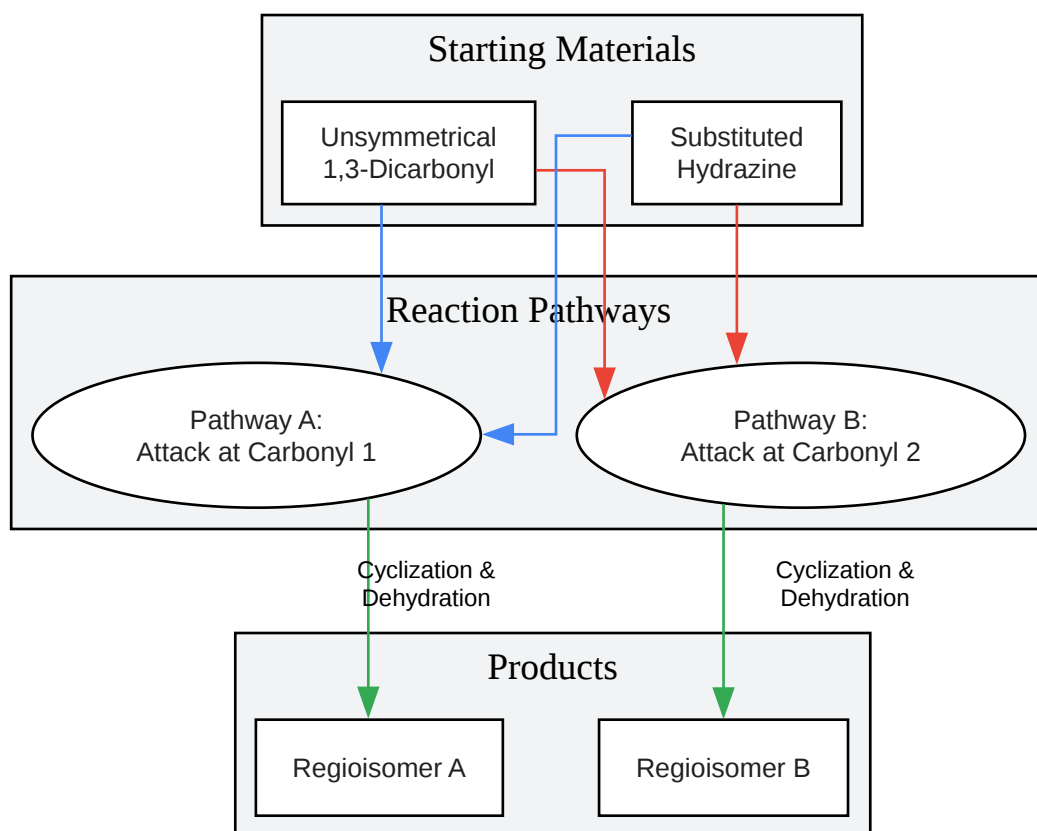 Starting Materials
Unsymmetrical
1,3-Dicarbonyl
Substituted
Hydrazine
Reaction Pathways
Pathway A:
Attack at Carbonyl 1
Pathway B:
Attack at Carbonyl 2
Cyclization &
Dehydration
Cyclization &
Dehydration
Products
Regioisomer A
Regioisomer B